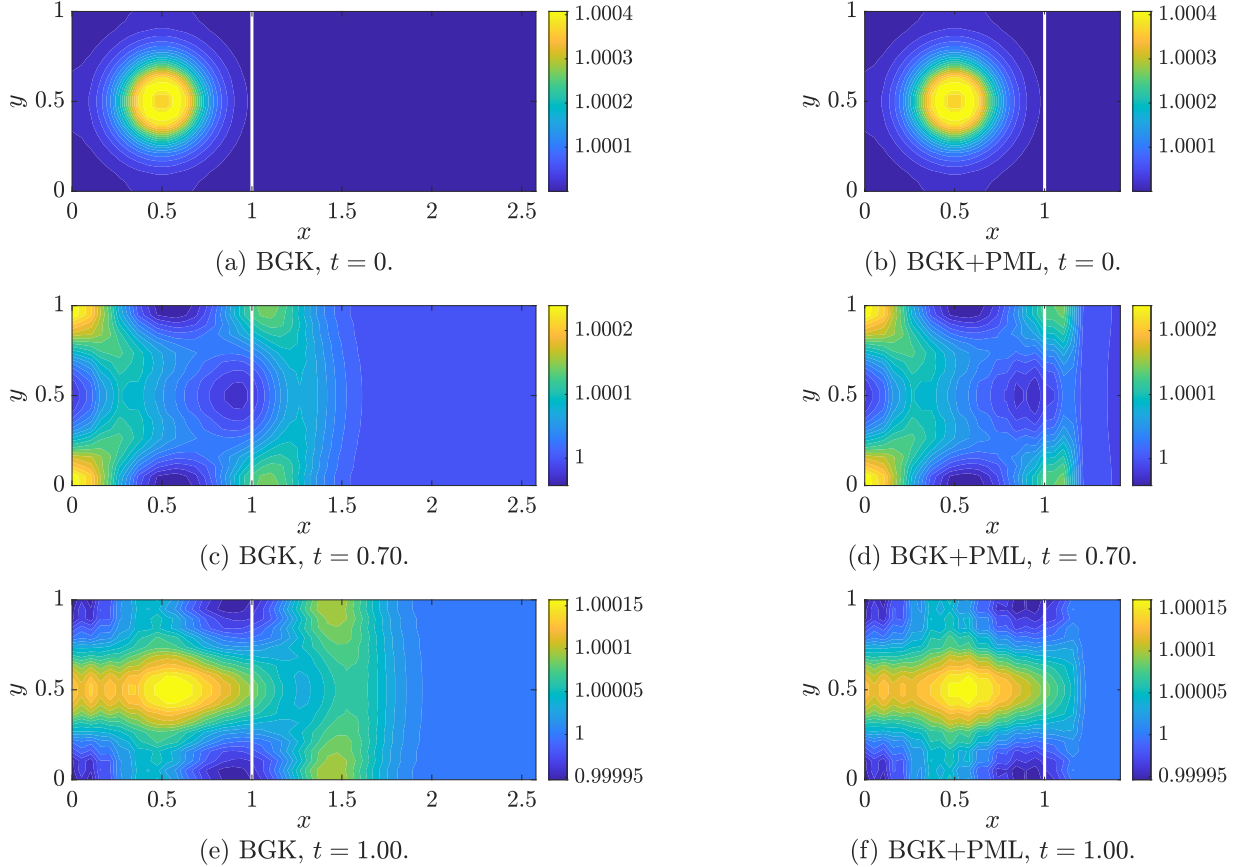 1
0.5
0
y
0 0.5 1 1.5 2 2.5
x
1.0004
1.0003
1.0002
1.0001
(a) BGK, t = 0.
1
0.5
0
y
0 0.5 1
x
1.0004
1.0003
1.0002
1.0001
(b) BGK+PML, t = 0.
1
0.5
0
y
0 0.5 1 1.5 2 2.5
x
1.0002
1.0001
1
(c) BGK, t = 0.70.
1
0.5
0
y
0 0.5 1
x
1.0002
1.0001
1
(d) BGK+PML, t = 0.70.
1
0.5
0
y
0 0.5 1 1.5 2 2.5
x
1.00015
1.0001
1.00005
1
0.99995
(e) BGK, t = 1.00.
1
0.5
0
y
0 0.5 1
x
1.00015
1.0001
1.00005
1
0.99995
(f) BGK+PML, t = 1.00.